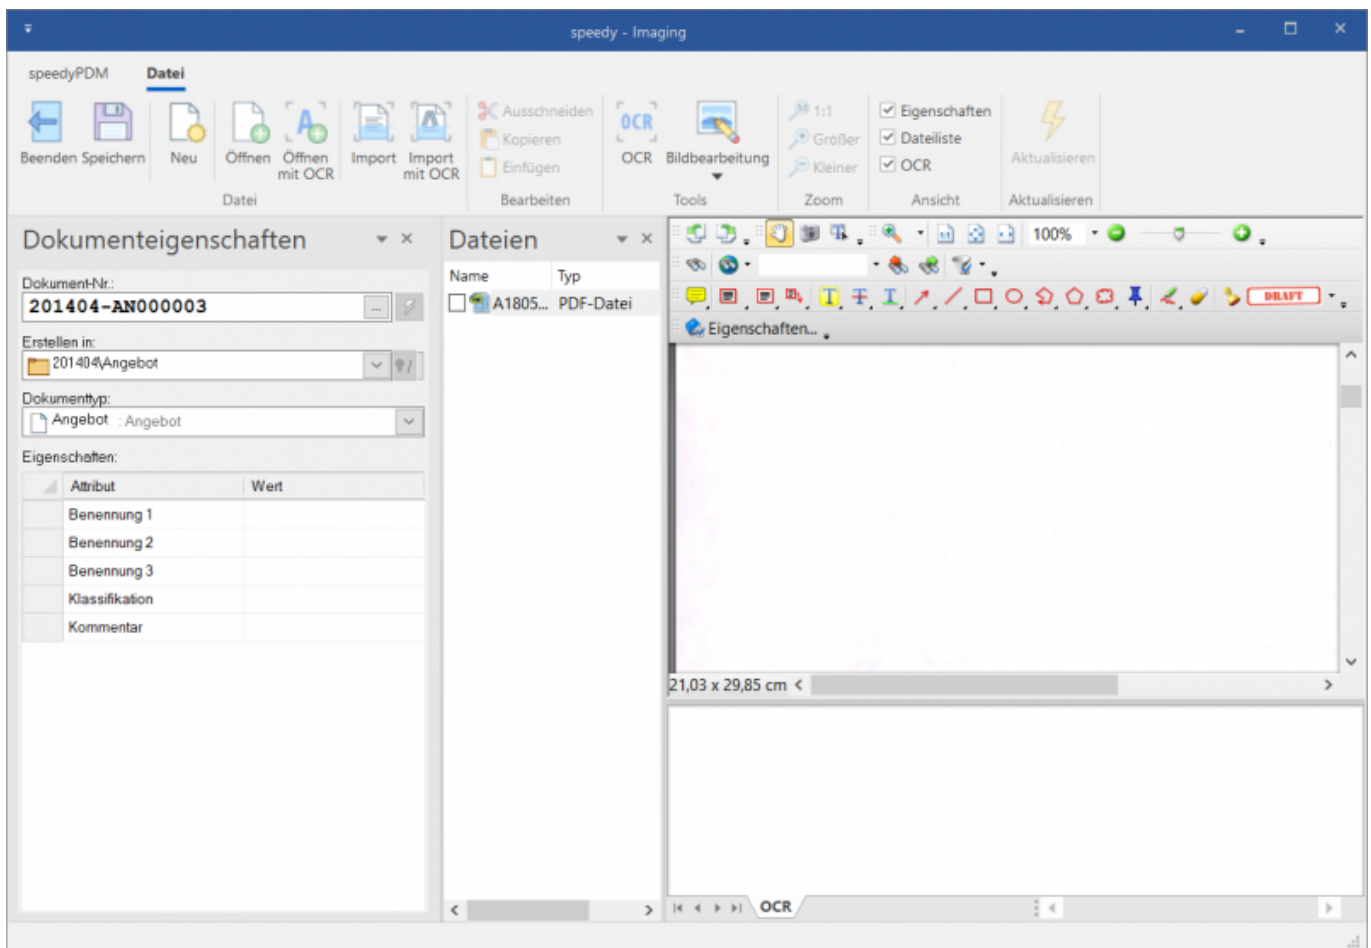 speedy - Imaging
speedyPDM Datei
Beenden Speichern Neu Öffnen Öffnen mit OCR Import Import mit OCR
Datei
Ausschneiden
Kopieren
Einfügen
Bearbeiten
OCR
OCR Bildbearbeitung
Tools
1:1
Größer
Kleiner
Zoom
Eigenschaften
Dateiliste
OCR
Ansicht
Aktualisieren
Aktualisieren
Dokumenteigenschaften
Dokument-Nr.:
201404-AN000003 ...
Erstellen in:
201404\Angebot
Dokumenttyp:
Angebot : Angebot
Eigenschaften:
Attribut Wert
Benennung 1
Benennung 2
Benennung 3
Klassifikation
Kommentar
Dateien
Name Typ
A1805... PDF-Datei
100%
DRAFT
Eigenschaften...
21,03 x 29,85 cm
OCR